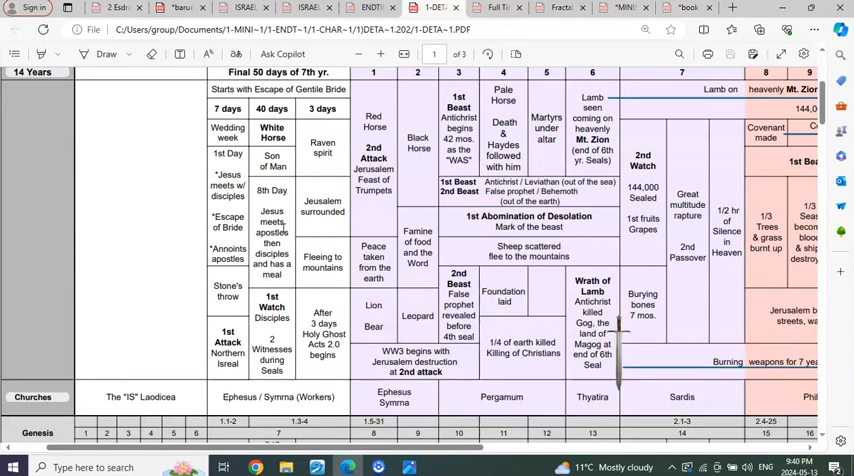 Sign in
2 Esdra
*baruc
ISRAEL
ISRAEL
ENDTI
1-DETA
Full Tim
Fractal
*MINIS
*book
File
C:/Users/group/Documents/1-MINI~1/1-ENDT~1/1-CHAR~1/1)DETA~1.202/1-DETA~1.PDF
Draw
Ask Copilot
1
of 3
14 Years
Final 50 days of 7th yr.
1
2
3
4
5
6
7
8
9
Starts with Escape of Gentile Bride
7 days
40 days
3 days
Wedding
week
1st Day
*Jesus
meets w/
disciples
*Escape
of Bride
*Annoints
apostles
Stone's
throw
1st
Attack
Northern
Isreal
White
Horse
Son
of Man
8th Day
Jesus
meets
apostles
then
disciples
and has a
meal
1st
Watch
Disciples
2
Witnesses
during
Seals
Raven
spirit
Jeusalem
surrounded
Fleeing to
mountains
After
3 days
Holy Ghost
Acts 2.0
begins
Red
Horse
2nd
Attack
Jerusalem
Feast of
Trumpets
Peace
taken
from the
earth
Lion
Bear
Black
Horse
Famine
of food
and the
Word
Leopard
WW3 begins with
Jerusalem destruction
at 2nd attack
1st
Beast
Antichrist
begins
42 mos.
as the
"WAS"
Pale
Horse
Death
&
Haydes
followed
with him
Martyrs
under
altar
1st Beast Antichrist / Leviathan (out of the sea)
2nd Beast False prophet / Behemoth
(out of the earth)
1st Abomination of Desolation
Mark of the beast
Sheep scattered
flee to the mountains
2nd
Beast
False
prophet
revealed
before
4th seal
Foundation
laid
1/4 of earth killed
Killing of Christians
Lamb
seen
coming on
heavenly
Mt. Zion
(end of 6th
yr. Seals)
Wrath of
Lamb
Antichrist
killed
Gog, the
land of
Magog at
end of 6th
Seal
Lamb on heavenly Mt. Zion
144,0
2nd
Watch
144,000
Sealed
1st fruits
Grapes
Burying
bones
7 mos.
Great
multitude
rapture
2nd
Passover
1/2 hr
of
Silence
in
Heaven
Covenant
made
1st Be
1/3
Trees
& grass
burnt up
1/3
Seas
becom
blood
& ship
destroy
Jerusalem b
streets, wa
Burning weapons for 7 yea
Churches
The "IS" Laodicea
Ephesus / Symrna (Workers)
Ephesus
Symrna
Pergamum
Thyatira
Sardis
Phil
Genesis
1.1-2
1.3-4
1.5-31
2.1-3
2.4-25
1
2
3
4
5
6
7
8
9
10
11
12
13
14
15
16
Type here to search
11°C Mostly cloudy
ENG
9:40 PM
2024-05-13